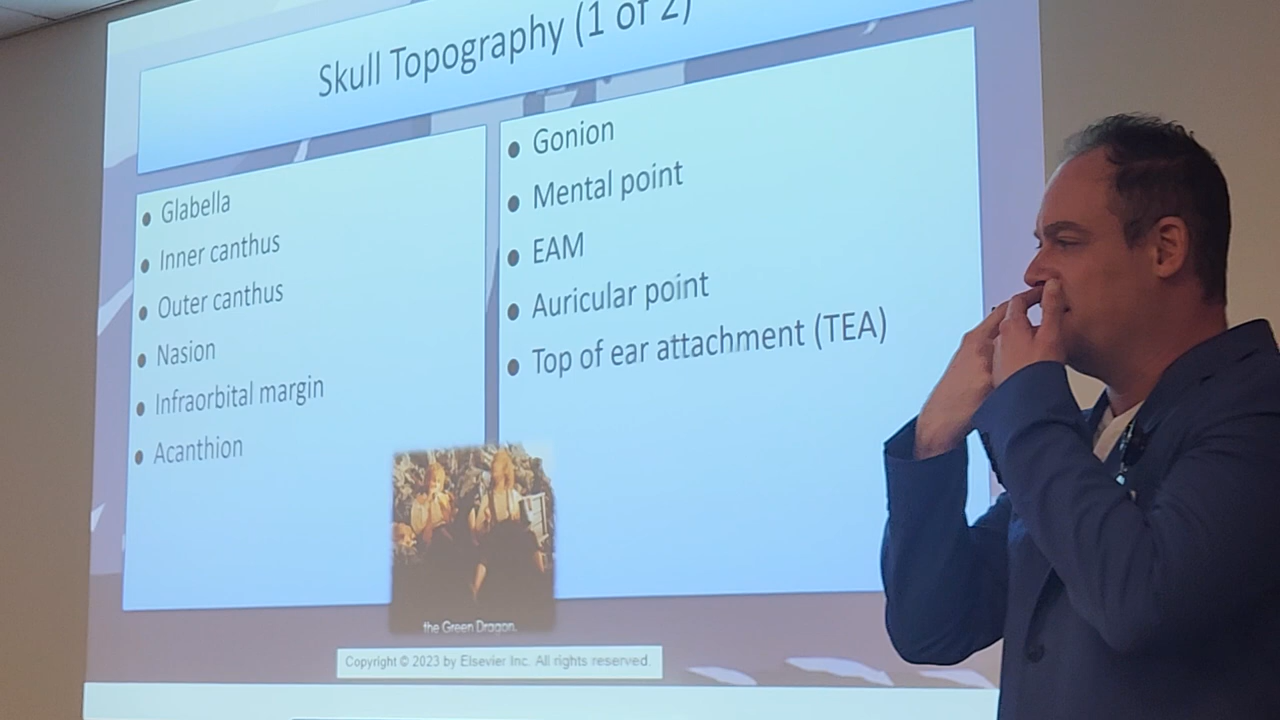 Skull Topography (1 of 2)
Glabella
Inner canthus
Outer canthus
Nasion
Infraorbital margin
Acanthion
Gonion
Mental point
EAM
Auricular point
Top of ear attachment (TEA)
the Green Dragon.
Copyright © 2023 by Elsevier Inc. All rights reserved.